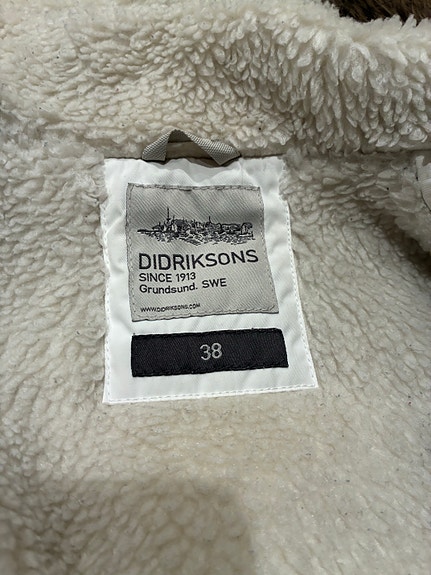 DIDRIKSONS
SINCE 1913
Grundsund. SWE
WWW.DIDRIKSONS.COM
38